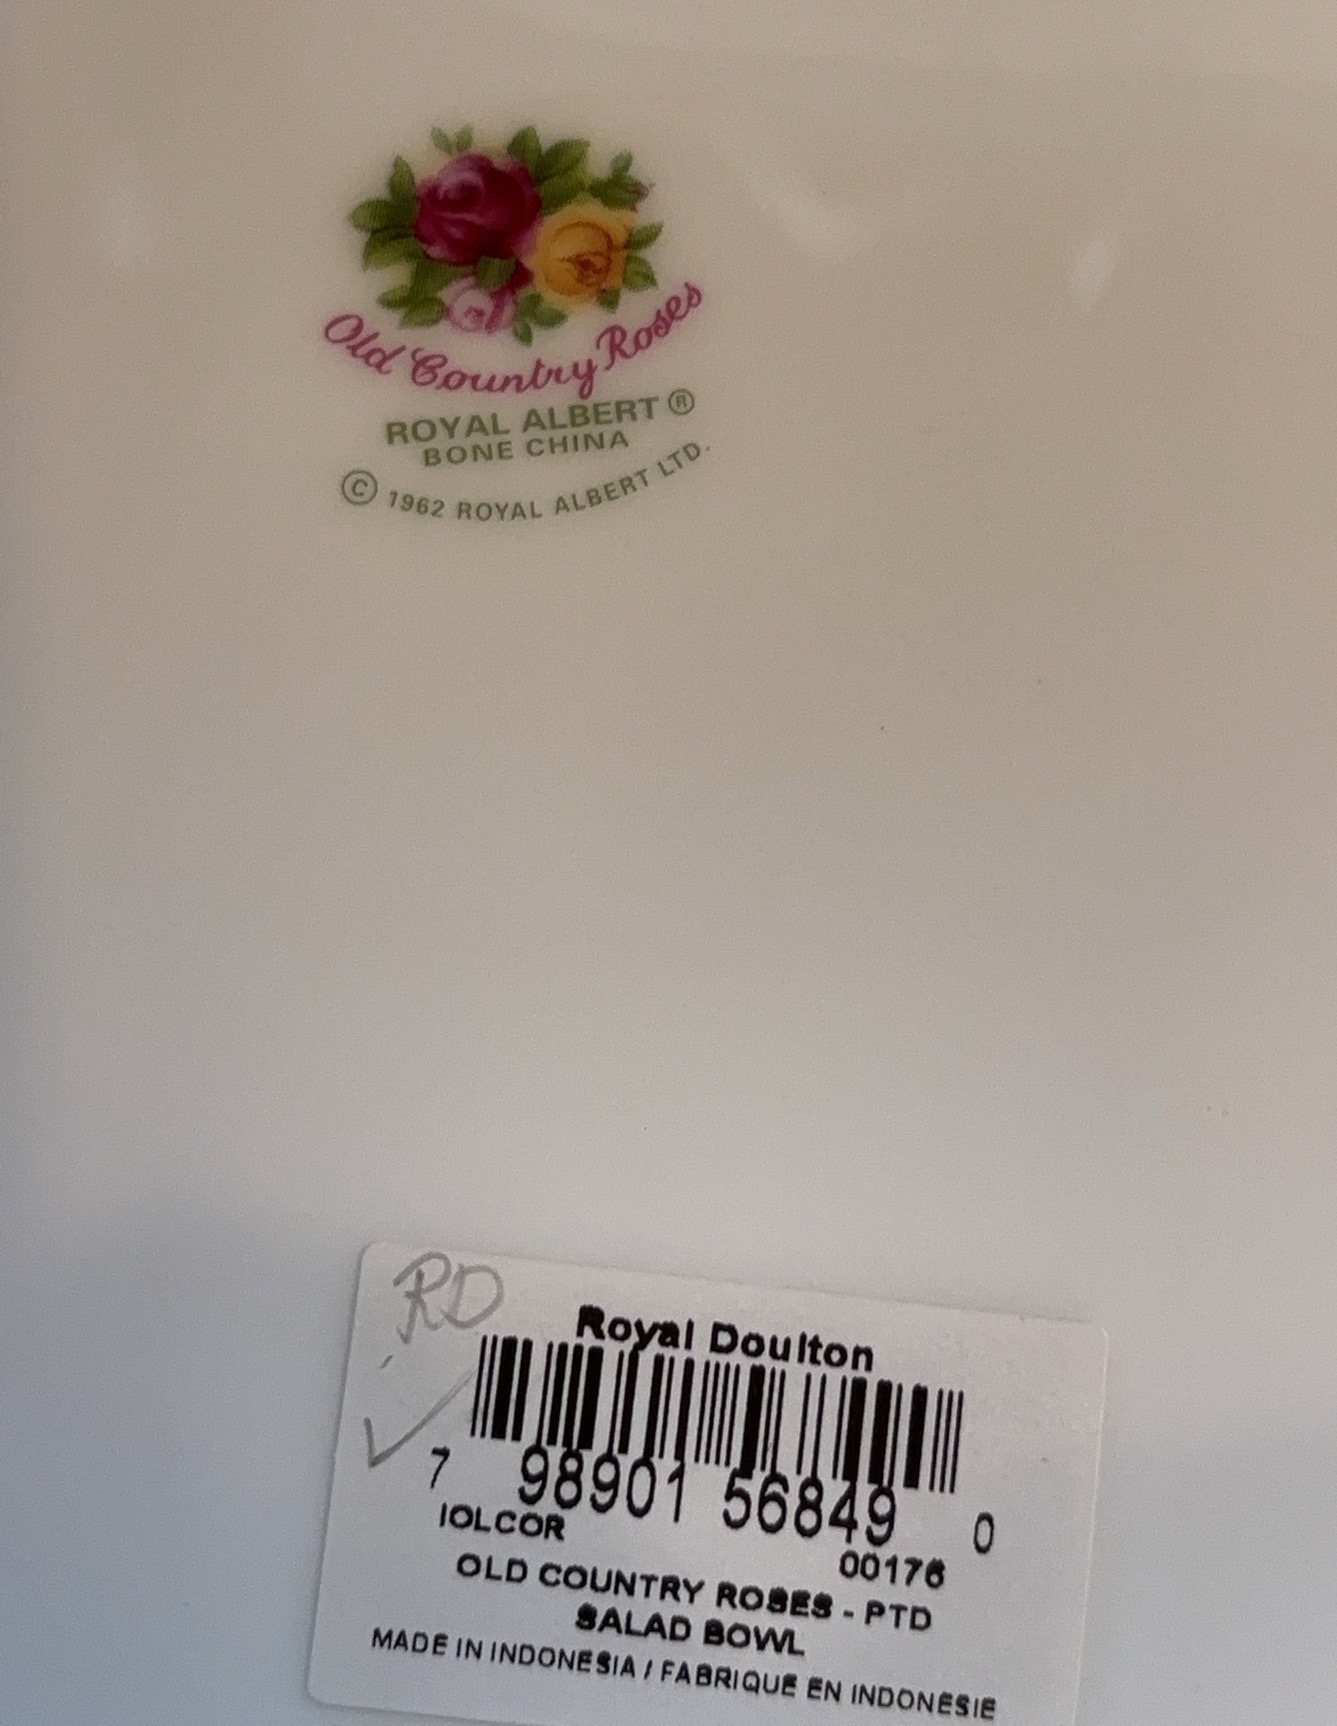 Old Country Roses
ROYAL ALBERT ®
BONE CHINA
© 1962 ROYAL ALBERT LTD.
RD
Royal Doulton
7 98901 56849 0
IOLCOR
00176
OLD COUNTRY ROSES - PTD
SALAD BOWL
MADE IN INDONESIA / FABRIQUE EN INDONESIE